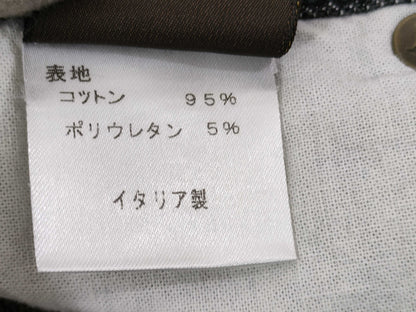 表地
コットン 95%
ポリウレタン 5%
イタリア製